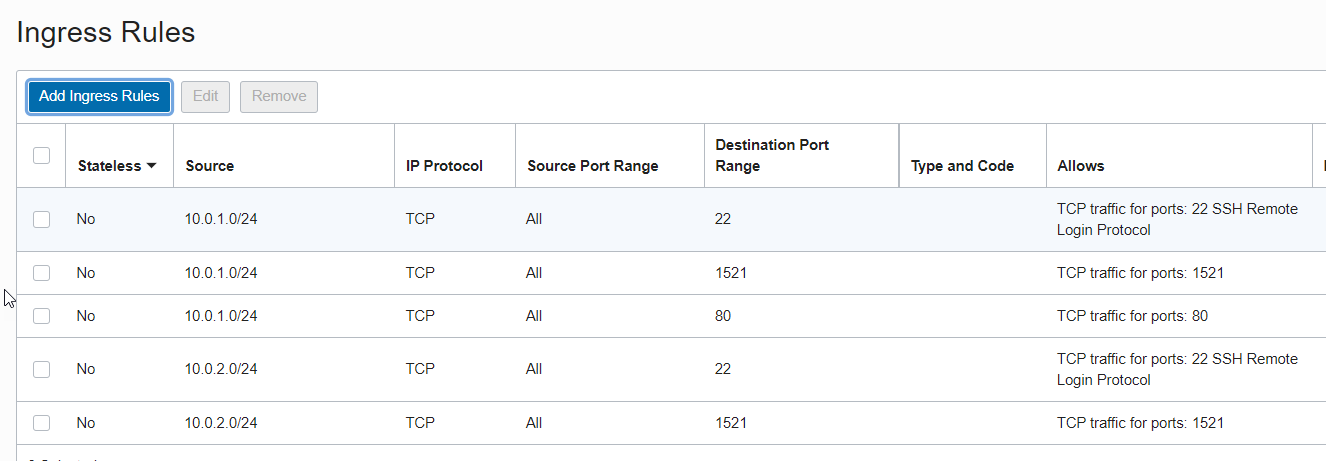 Ingress Rules
Add Ingress Rules Edit Remove
Stateless Source IP Protocol Source Port Range Destination Port Range Type and Code Allows
No 10.0.1.0/24 TCP All 22 TCP traffic for ports: 22 SSH Remote Login Protocol
No 10.0.1.0/24 TCP All 1521 TCP traffic for ports: 1521
No 10.0.1.0/24 TCP All 80 TCP traffic for ports: 80
No 10.0.2.0/24 TCP All 22 TCP traffic for ports: 22 SSH Remote Login Protocol
No 10.0.2.0/24 TCP All 1521 TCP traffic for ports: 1521